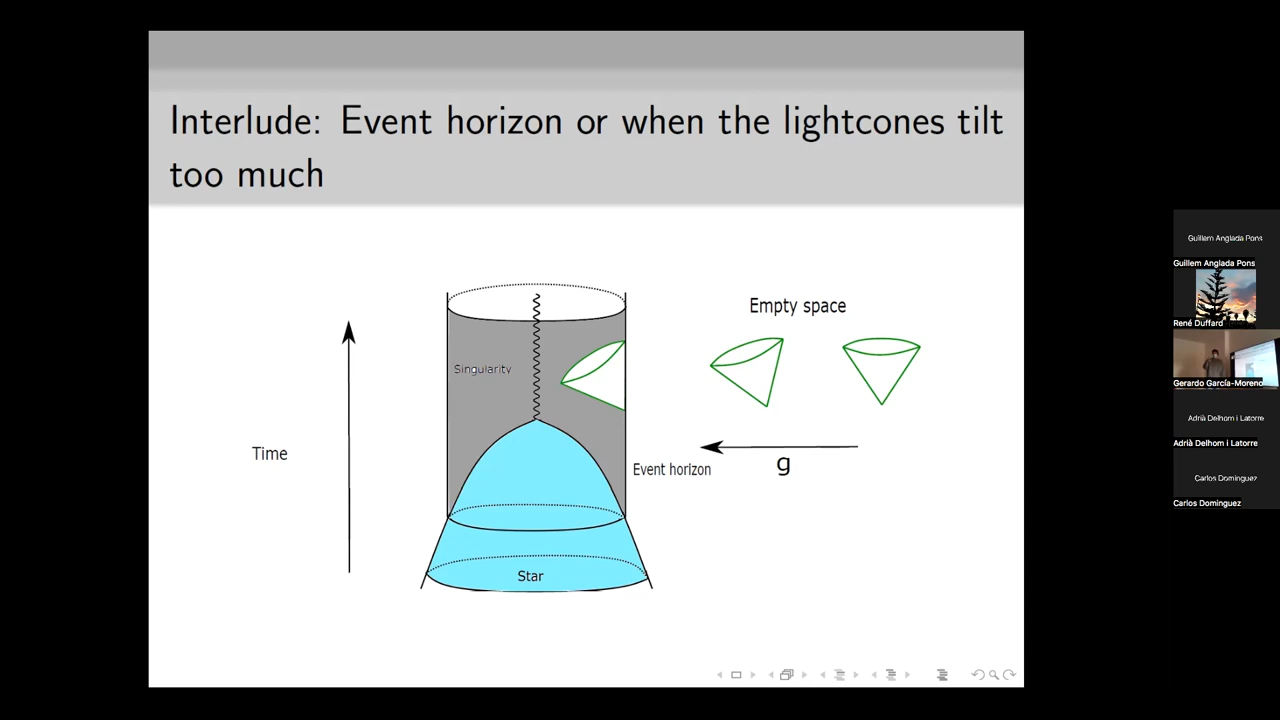 Interlude: Event horizon or when the lightcones tilt
too much
Empty space
Singularity
Time
Event horizon
g
Star
Guillem Anglada Pons
Guillem Anglada Pons
René Duffard
Gerardo García-Moreno
Adrià Delhom i Latorre
Adrià Delhom i Latorre
Carlos Dominguez
Carlos Dominguez